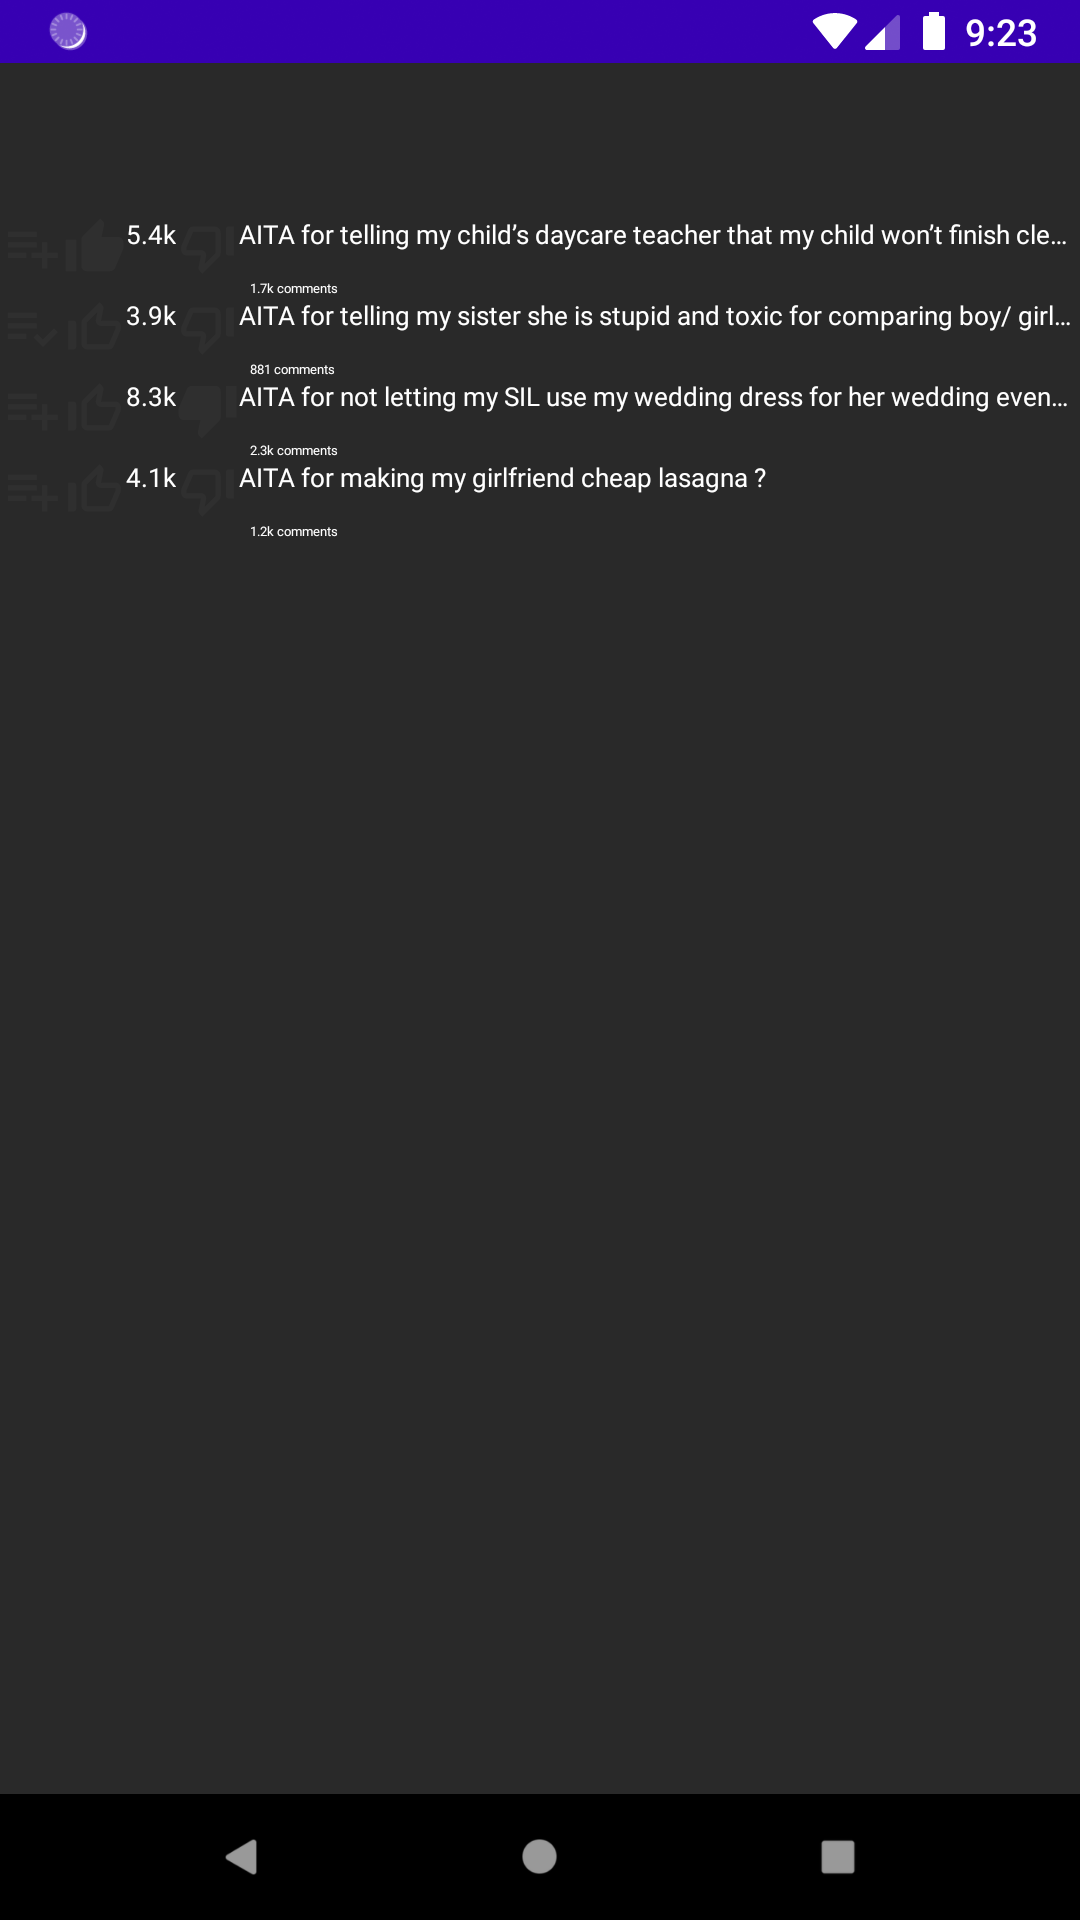 9:23
5.4k AITA for telling my child’s daycare teacher that my child won’t finish cle…
1.7k comments
3.9k AITA for telling my sister she is stupid and toxic for comparing boy/ girl…
881 comments
8.3k AITA for not letting my SIL use my wedding dress for her wedding even…
2.3k comments
4.1k AITA for making my girlfriend cheap lasagna ?
1.2k comments